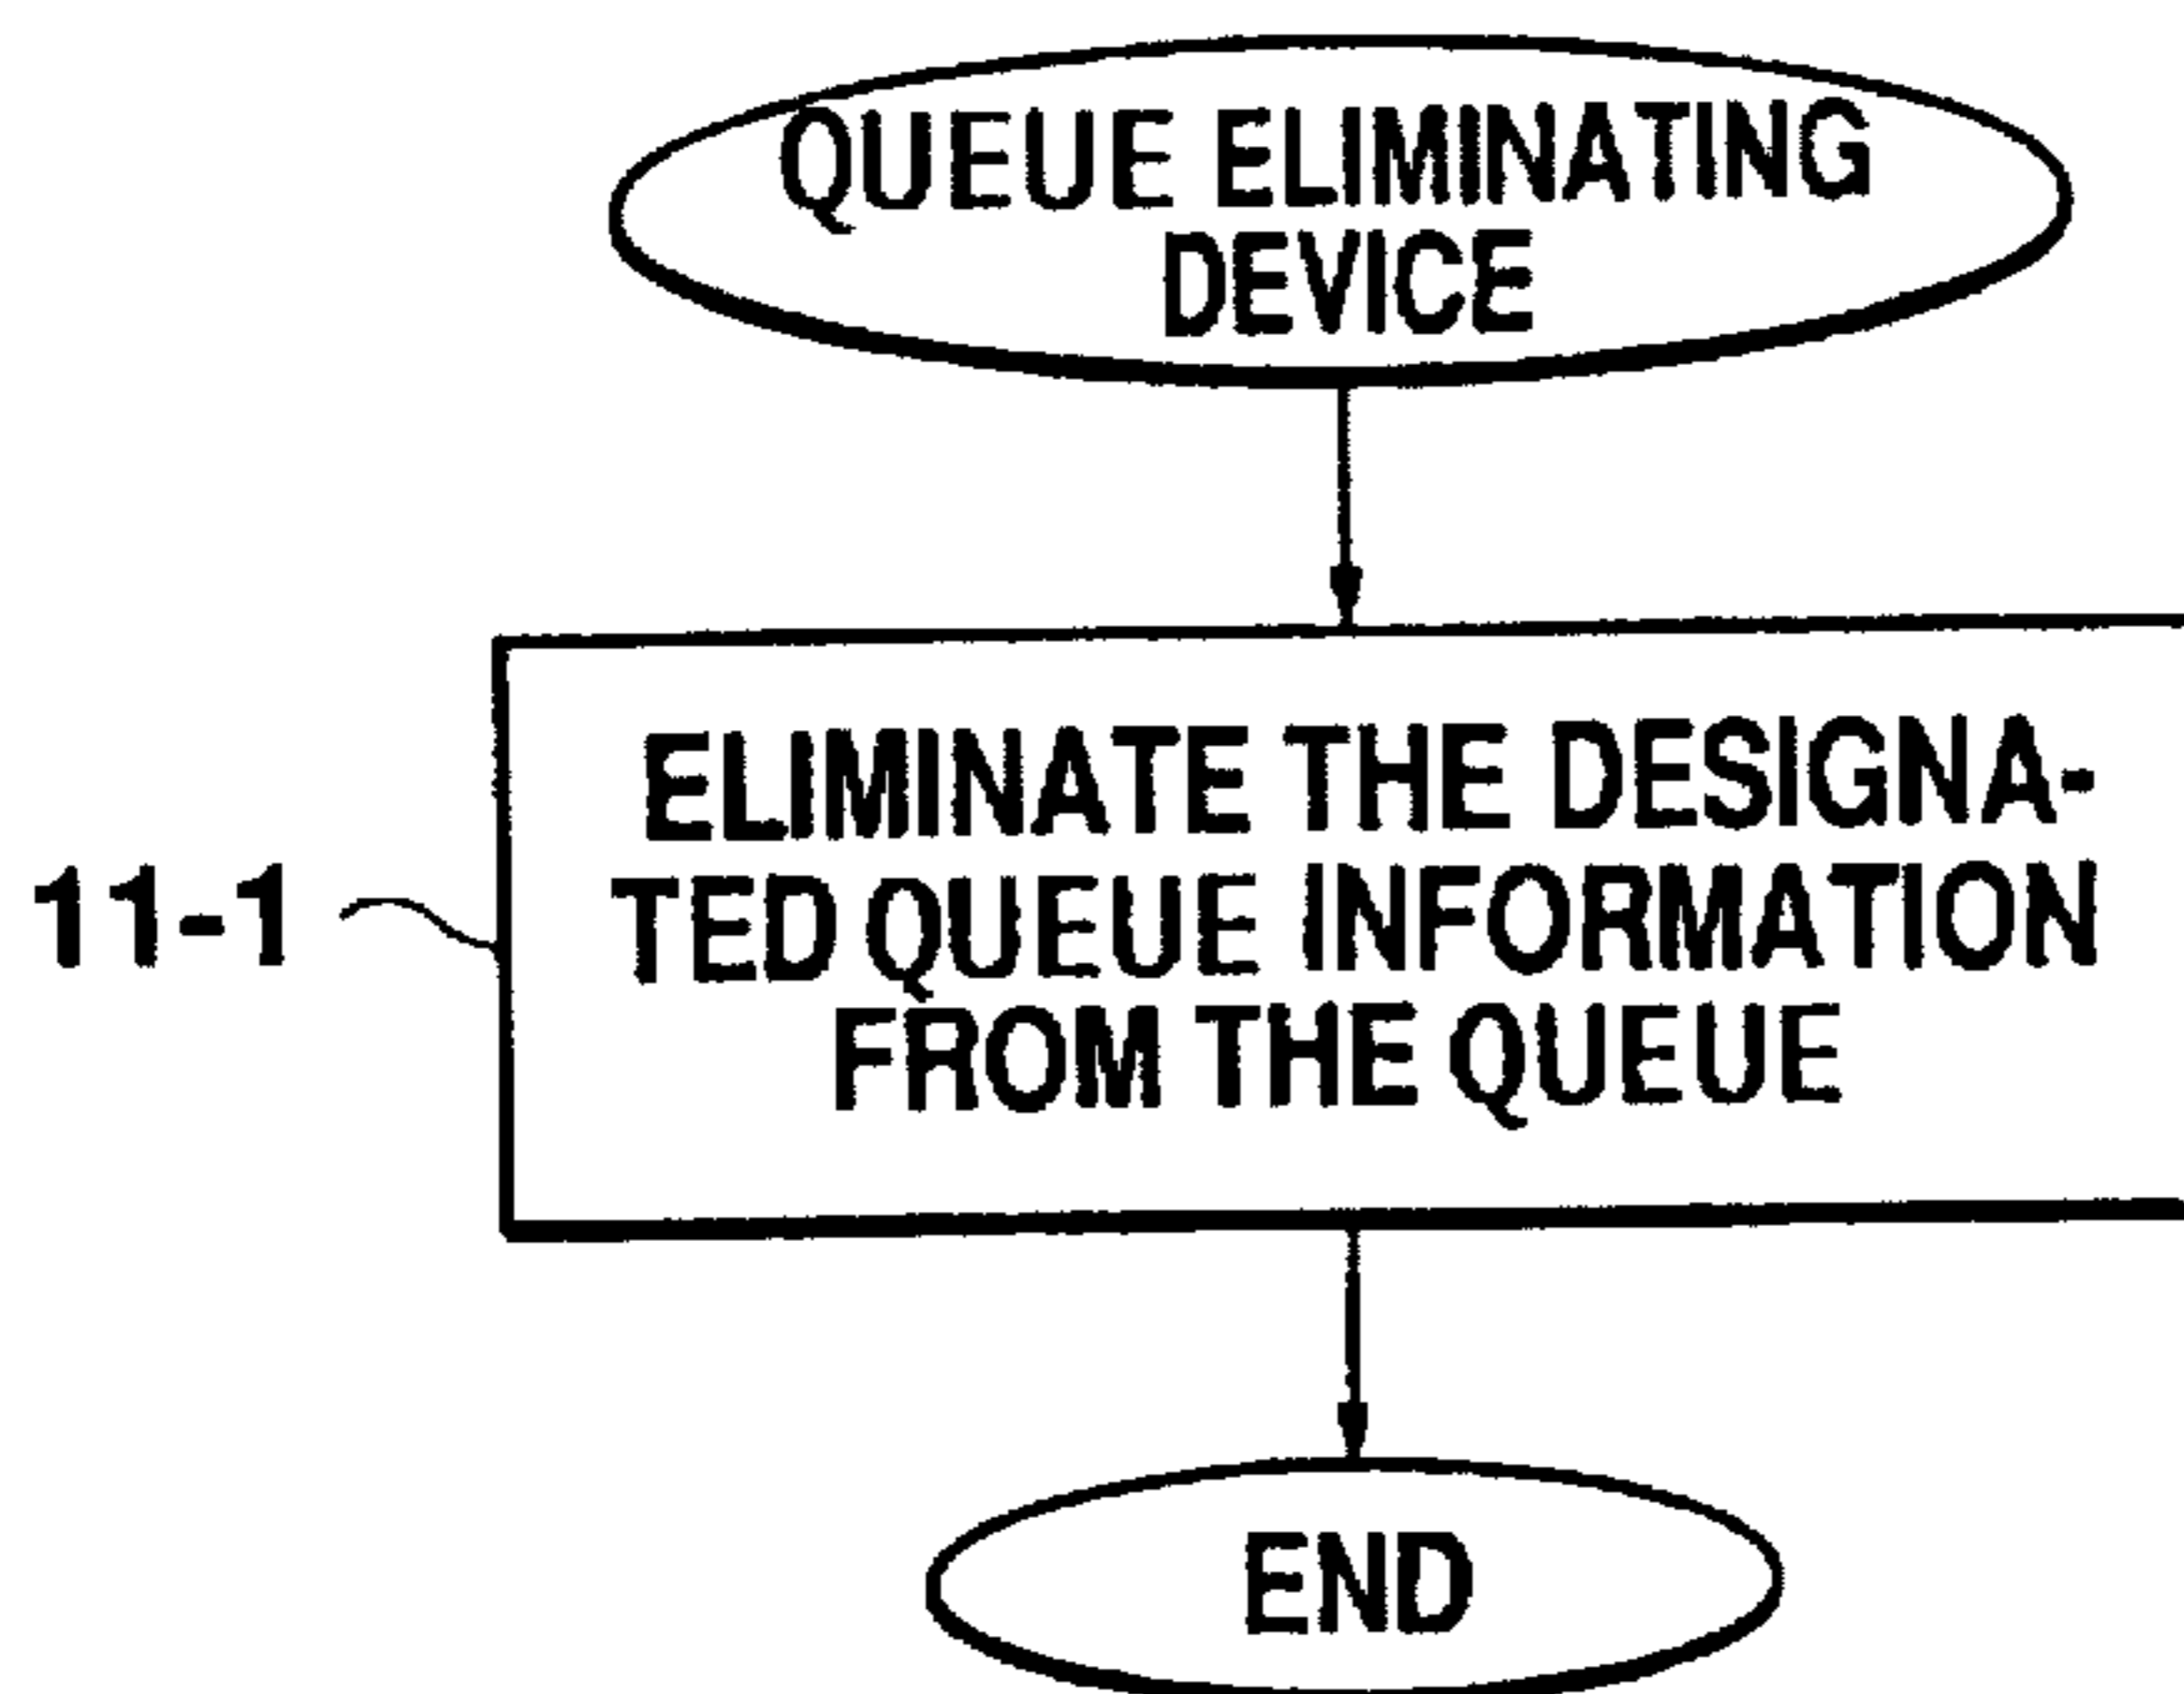 QUEUE ELIMINATING
DEVICE
ELIMINATE THE DESIGNA-
11-1
TED QUEUE INFORMATION
FROM THE QUEUE
END